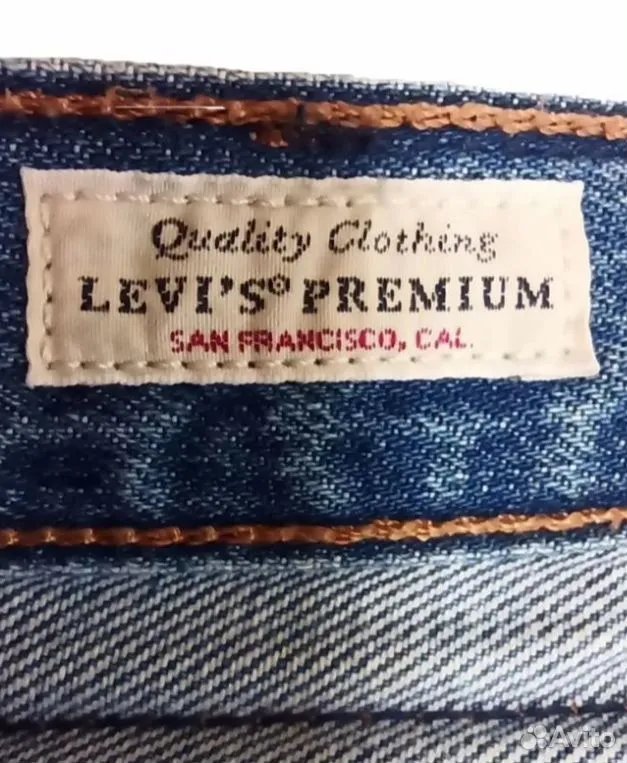 Quality Clothing
LEVI'S® PREMIUM
SAN FRANCISCO, CAL.
Avito